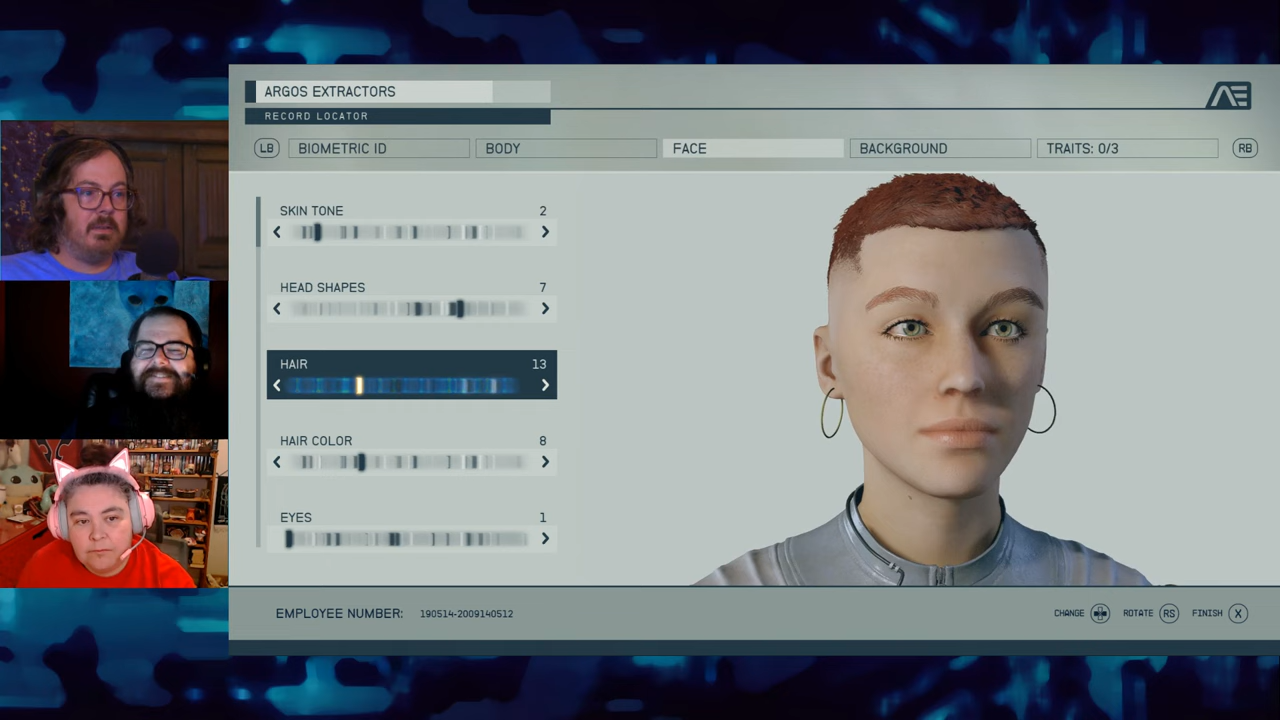 ARGOS EXTRACTORS
RECORD LOCATOR
LB BIOMETRIC ID BODY FACE BACKGROUND TRAITS: 0/3 RB
SKIN TONE 2
HEAD SHAPES 7
HAIR 13
HAIR COLOR 8
EYES 1
EMPLOYEE NUMBER: 190514-2009140512 CHANGE ROTATE RS FINISH X